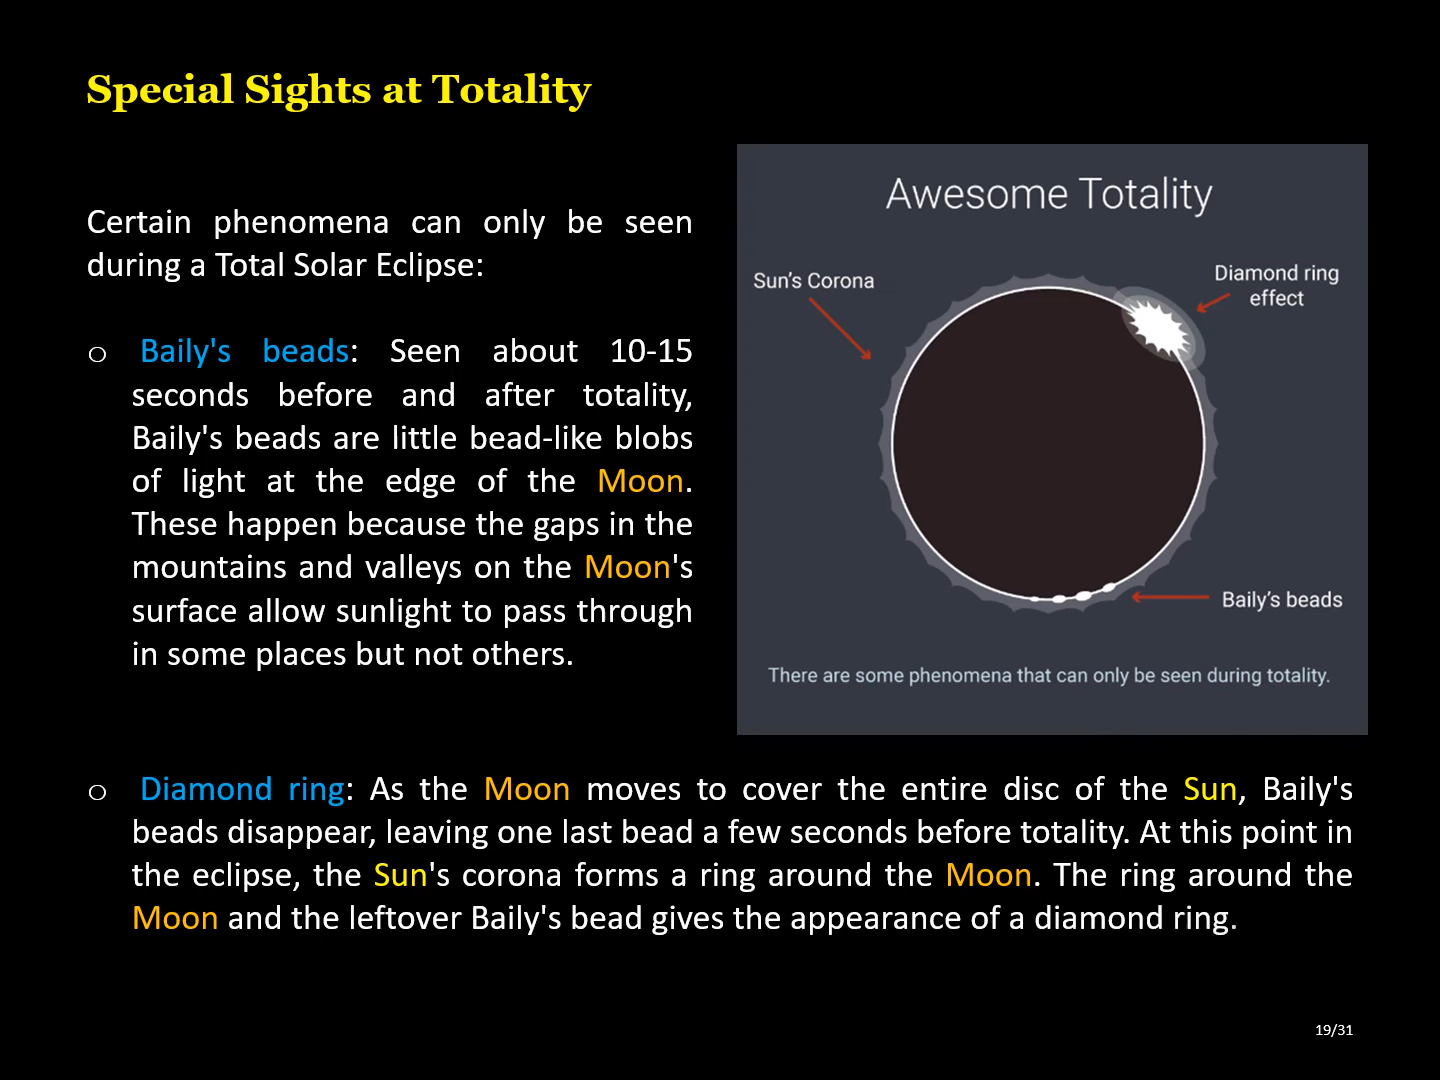 Special Sights at Totality
Certain phenomena can only be seen
during a Total Solar Eclipse:
o Baily's beads: Seen about 10-15
seconds before and after totality,
Baily's beads are little bead-like blobs
of light at the edge of the Moon.
These happen because the gaps in the
mountains and valleys on the Moon's
surface allow sunlight to pass through
in some places but not others.
Awesome Totality
Sun's Corona
Diamond ring
effect
Baily's beads
There are some phenomena that can only be seen during totality.
o Diamond ring: As the Moon moves to cover the entire disc of the Sun, Baily's
beads disappear, leaving one last bead a few seconds before totality. At this point in
the eclipse, the Sun's corona forms a ring around the Moon. The ring around the
Moon and the leftover Baily's bead gives the appearance of a diamond ring.
19/31